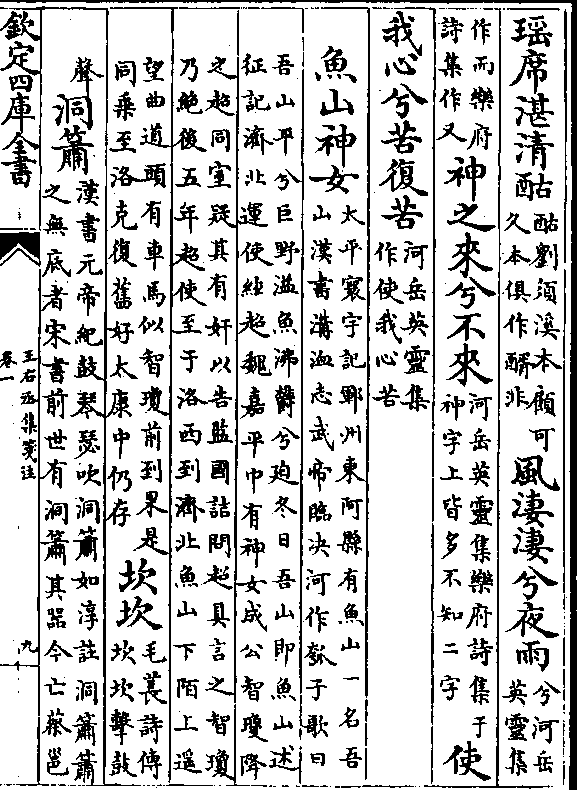 瑶席湛清酤酤劉須溪本顧可久本俱作醑非風淒淒兮夜雨兮河岳英靈集
作而樂府詩集作又神之來兮不來河岳英靈集樂府詩集于神字上皆多不知二字使
我心兮苦復苦河岳英靈集作使我心苦
魚山神女太平寰宇記鄆州東阿縣有魚山一名吾山漢書溝洫志武帝臨決河作瓠子歌曰
吾山平兮巨野溢魚沸鬱兮廹冬日吾山即魚山述征記濟北運使絃超魏嘉平中有神女成公智瓊降
之超同室疑其有奸以告監國詰問超具言之智瓊乃絶後五年超使至于洛西到濟北魚山下陌上遥
望曲道頭有車馬似智瓊前到果是同乘至洛克復舊好太康中仍存坎坎毛萇詩傳坎坎擊鼓
聲洞簫漢書元帝紀鼓琴瑟吹洞簫如淳註洞簫簫之無底者宋書前世有洞簫其器今亡蔡邕
欽定四庫全書
王右丞集箋注
卷一
九